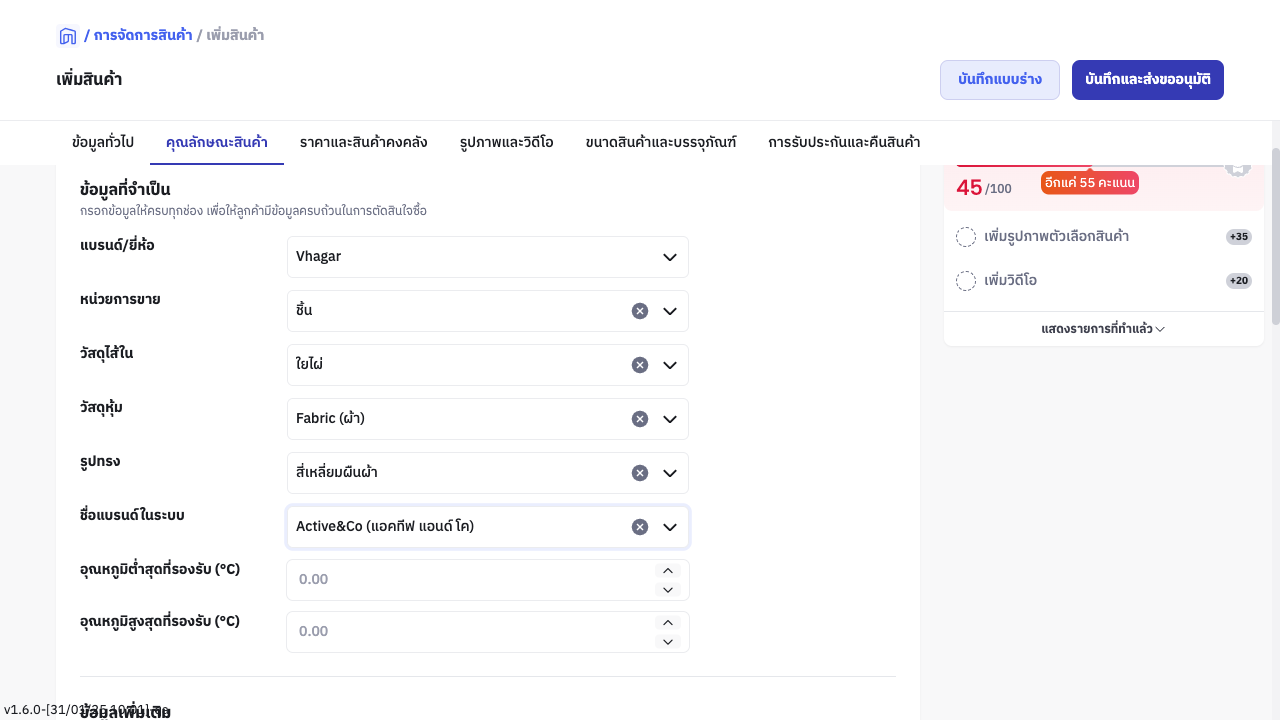 / การจัดการสินค้า / เพิ่มสินค้า
เพิ่มสินค้า
บันทึกแบบร่าง
บันทึกและส่งขออนุมัติ
ข้อมูลทั่วไป
คุณลักษณะสินค้า
ราคาและสินค้าคงคลัง
รูปภาพและวิดีโอ
ขนาดสินค้าและบรรจุภัณฑ์
การรับประกันและคืนสินค้า
ข้อมูลที่จำเป็น
กรอกข้อมูลให้ครบทุกช่อง เพื่อให้ลูกค้ามีข้อมูลครบถ้วนในการตัดสินใจซื้อ
แบรนด์/ยี่ห้อ
Vhagar
หน่วยการขาย
ชิ้น
วัสดุไส้ใน
ใยไผ่
วัสดุหุ้ม
Fabric (ผ้า)
รูปทรง
สี่เหลี่ยมผืนผ้า
ชื่อแบรนด์ในระบบ
Active&Co (แอคทีฟ แอนด์ โค)
อุณหภูมิต่ำสุดที่รองรับ (°C)
0.00
อุณหภูมิสูงสุดที่รองรับ (°C)
0.00
ข้อมูลเพิ่มเติม
45 /100
อีกแค่ 55 คะแนน
เพิ่มรูปภาพตัวเลือกสินค้า
+35
เพิ่มวิดีโอ
+20
แสดงรายการที่ทำแล้ว